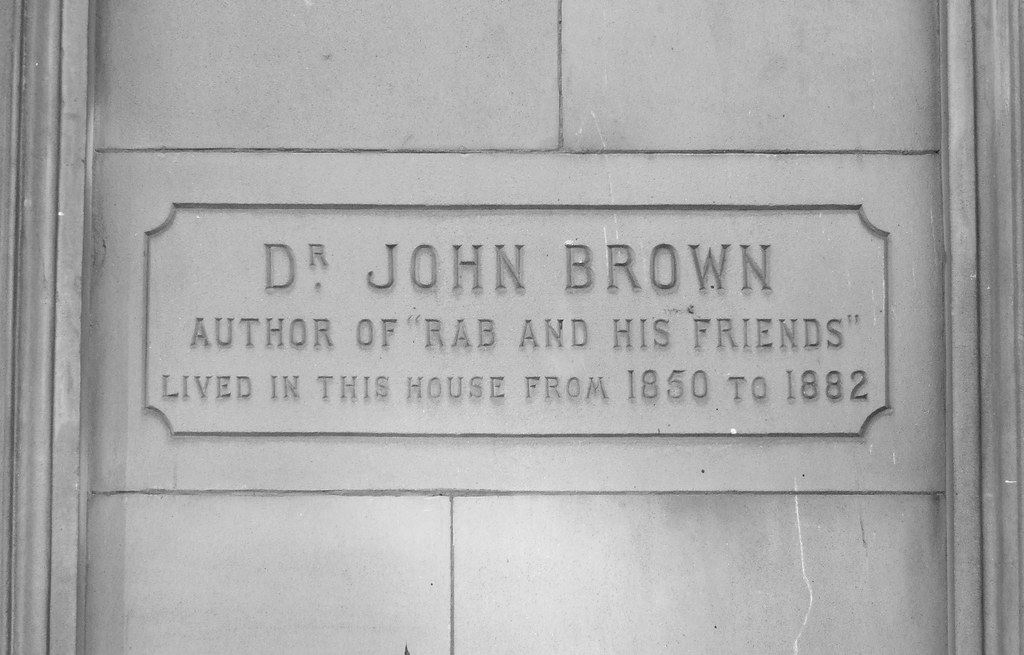 DR. JOHN BROWN
AUTHOR OF "RAB AND HIS FRIENDS"
LIVED IN THIS HOUSE FROM 1850 TO 1882